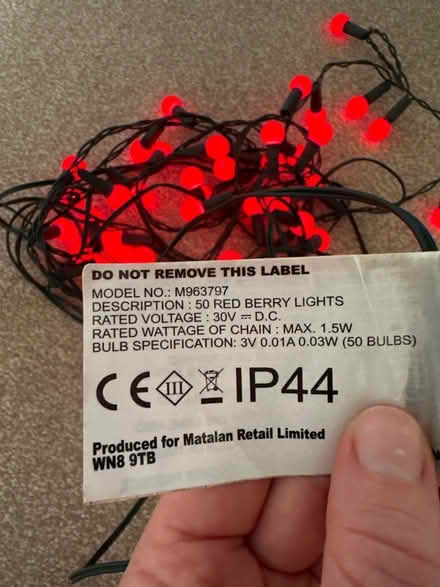 DO NOT REMOVE THIS LABEL
MODEL NO.: M963797
DESCRIPTION : 50 RED BERRY LIGHTS
RATED VOLTAGE : 30V ⎓ D.C.
RATED WATTAGE OF CHAIN : MAX. 1.5W
BULB SPECIFICATION: 3V 0.01A 0.03W (50 BULBS)
CE III IP44
Produced for Matalan Retail Limited
WN8 9TB